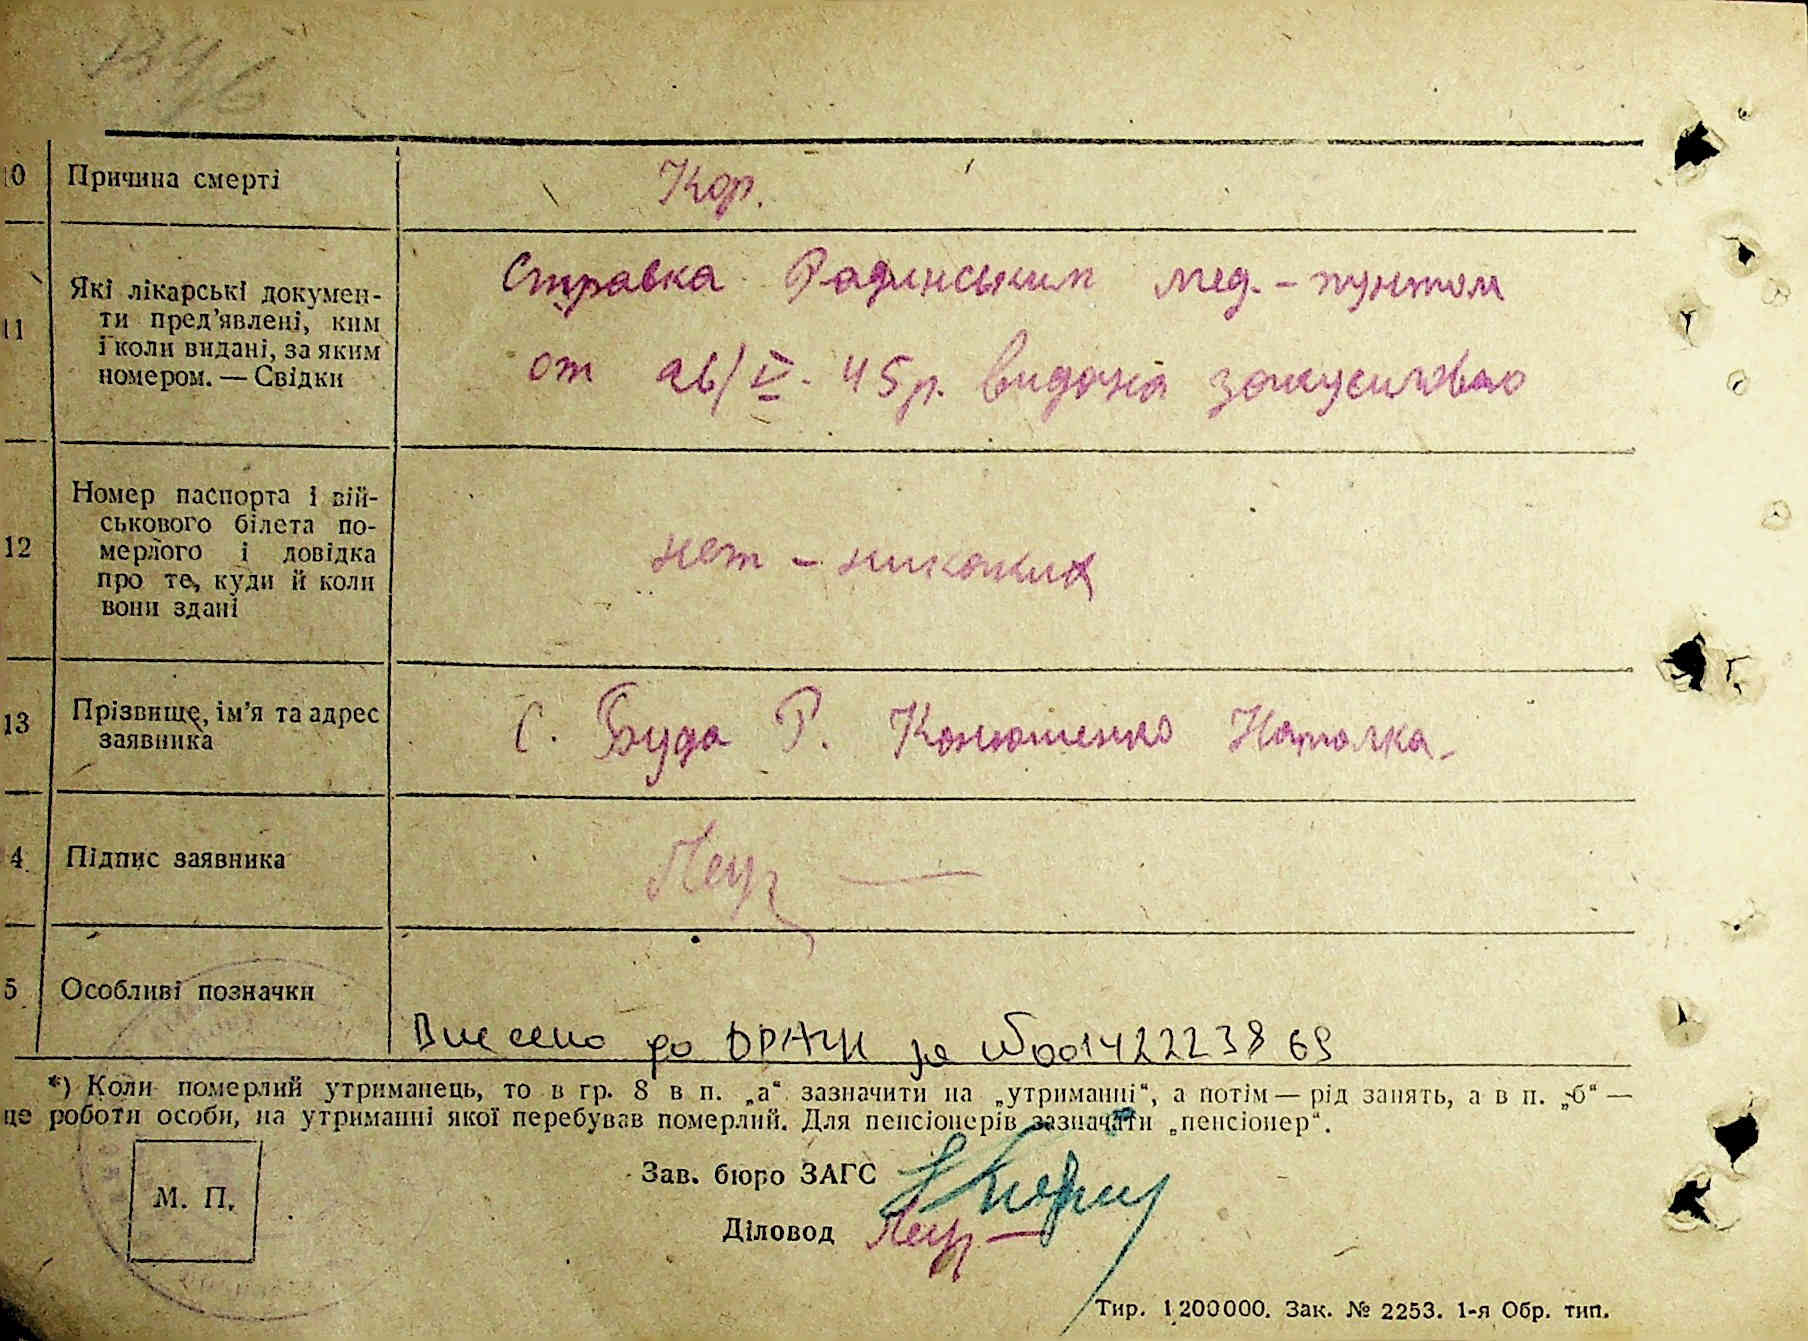 10 Причина смерті Кор.
11 Які лікарські докумен-
ти пред’явлені, ким
і коли видані, за яким
номером. — Свідки
Справка Радинським мед. - пунктом
от 26/V. 45р. видана
12 Номер паспорта і вій-
ськового білета по-
мерлого і довідка
про те, куди й коли
вони здані
нет - никаких
13 Прізвище, ім’я та адрес
заявника
С. Буда Р. Конюшенко Наталка
4 Підпис заявника
5 Особливі позначки
Внесено до ДРАЦС за №00142223869
*) Коли померлий утриманець, то в гр. 8 в п. „а“ зазначити на „утриманні“, а потім — рід занять, а в п. „б“ —
це роботи особи, на утриманні якої перебував померлий. Для пенсіонерів зазначати „пенсіонер“.
Зав. бюро ЗАГС
М. П.
Діловод
Тир. 1200000. Зак. № 2253. 1-я Обр. тип.